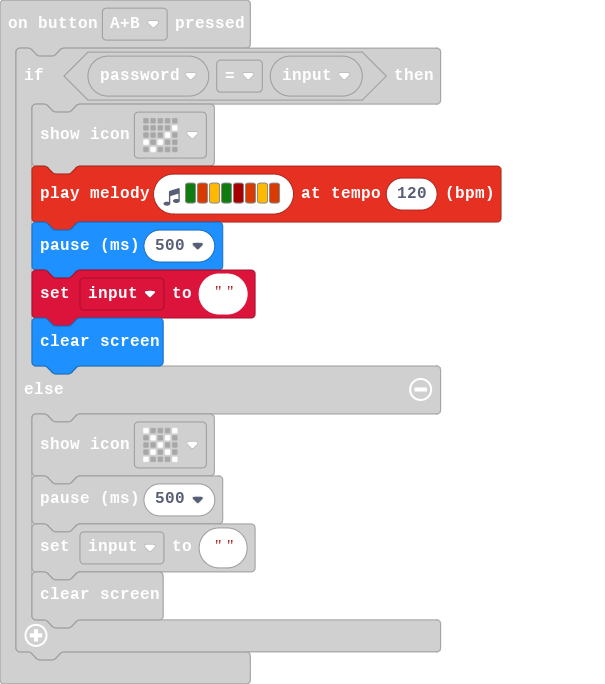 on button A+B pressed
if password = input then
show icon
play melody at tempo 120 (bpm)
pause (ms) 500
set input to " "
clear screen
else
show icon
pause (ms) 500
set input to " "
clear screen